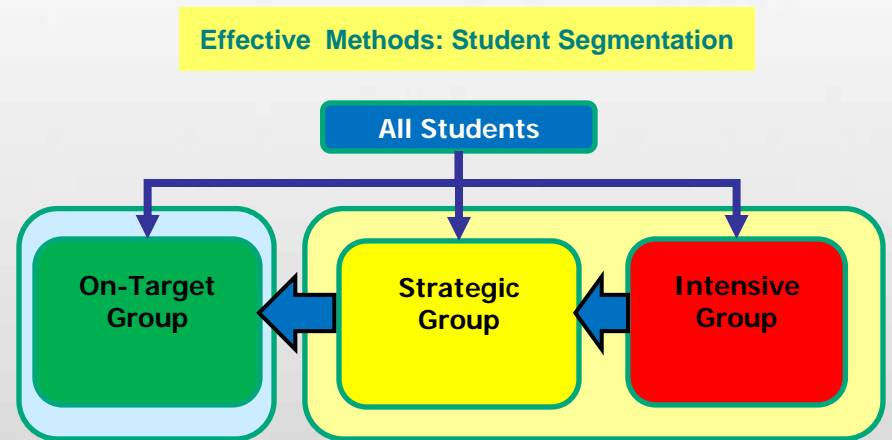 Effective Methods: Student Segmentation
All Students
On-Target
Group
Strategic
Group
Intensive
Group